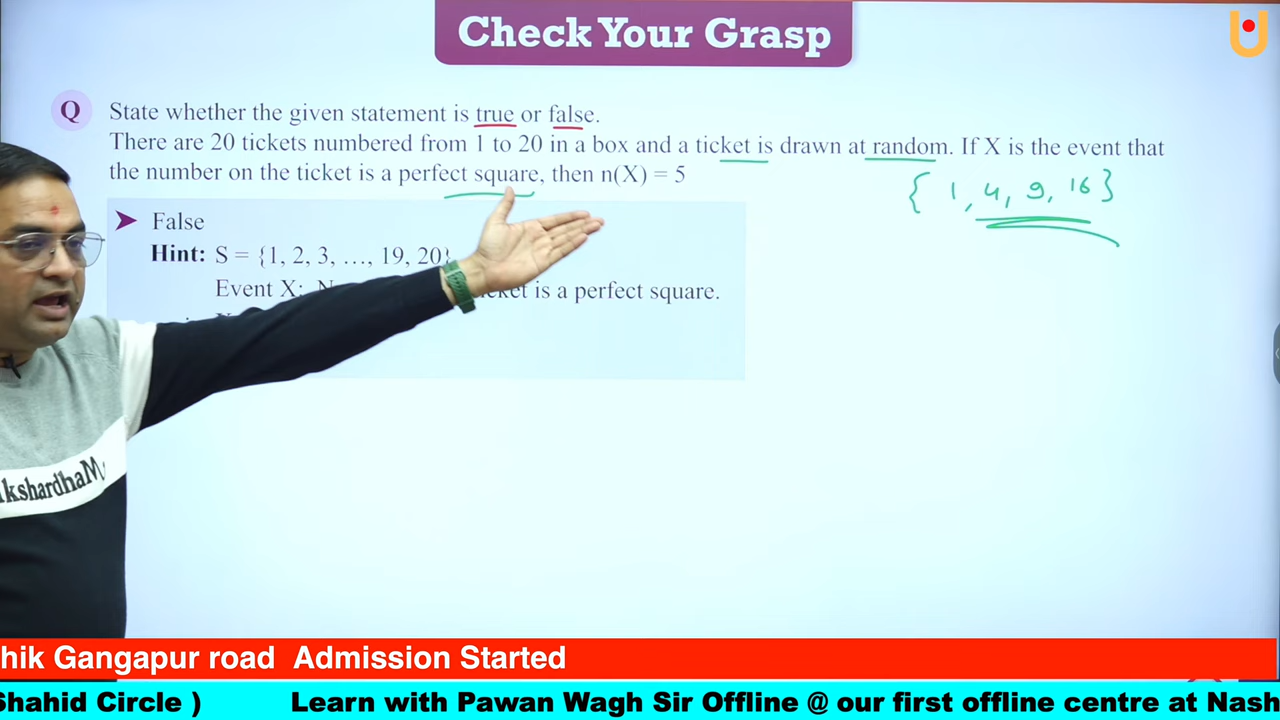 Check Your Grasp
Q State whether the given statement is true or false.
There are 20 tickets numbered from 1 to 20 in a box and a ticket is drawn at random. If X is the event that
the number on the ticket is a perfect square, then n(X) = 5
{ 1, 4, 9, 16 }
➤ False
Hint: S = {1, 2, 3, …, 19, 20}
Event X: is a perfect square.
kshardhaM
hik Gangapur road Admission Started
Shahid Circle ) Learn with Pawan Wagh Sir Offline @ our first offline centre at Nash